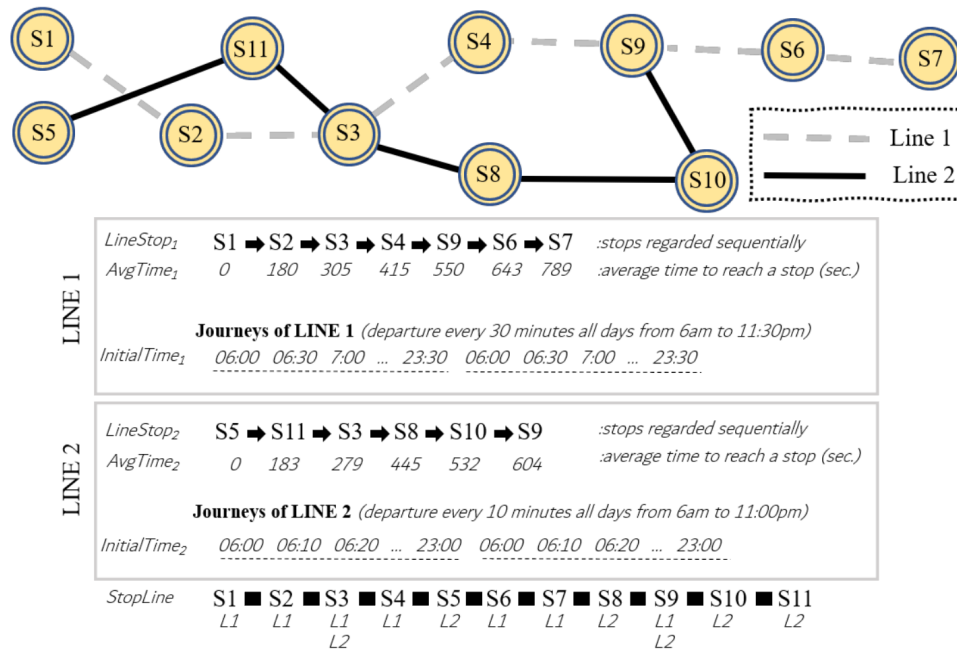 S1
S11
S4
S9
S6
S7
S5
S2
S3
S8
S10
Line 1
Line 2
LINE 1
LineStop1 S1 ➡ S2 ➡ S3 ➡ S4 ➡ S9 ➡ S6 ➡ S7 :stops regarded sequentially
AvgTime1 0 180 305 415 550 643 789 :average time to reach a stop (sec.)
Journeys of LINE 1 (departure every 30 minutes all days from 6am to 11:30pm)
InitialTime1 06:00 06:30 7:00 ... 23:30 06:00 06:30 7:00 ... 23:30
LINE 2
LineStop2 S5 ➡ S11 ➡ S3 ➡ S8 ➡ S10 ➡ S9 :stops regarded sequentially
AvgTime2 0 183 279 445 532 604 :average time to reach a stop (sec.)
Journeys of LINE 2 (departure every 10 minutes all days from 6am to 11:00pm)
InitialTime2 06:00 06:10 06:20 ... 23:00 06:00 06:10 06:20 ... 23:00
StopLine S1 ■ S2 ■ S3 ■ S4 ■ S5 ■ S6 ■ S7 ■ S8 ■ S9 ■ S10 ■ S11
L1 L1 L1 L1 L2 L1 L1 L2 L1 L2 L2
L2 L2